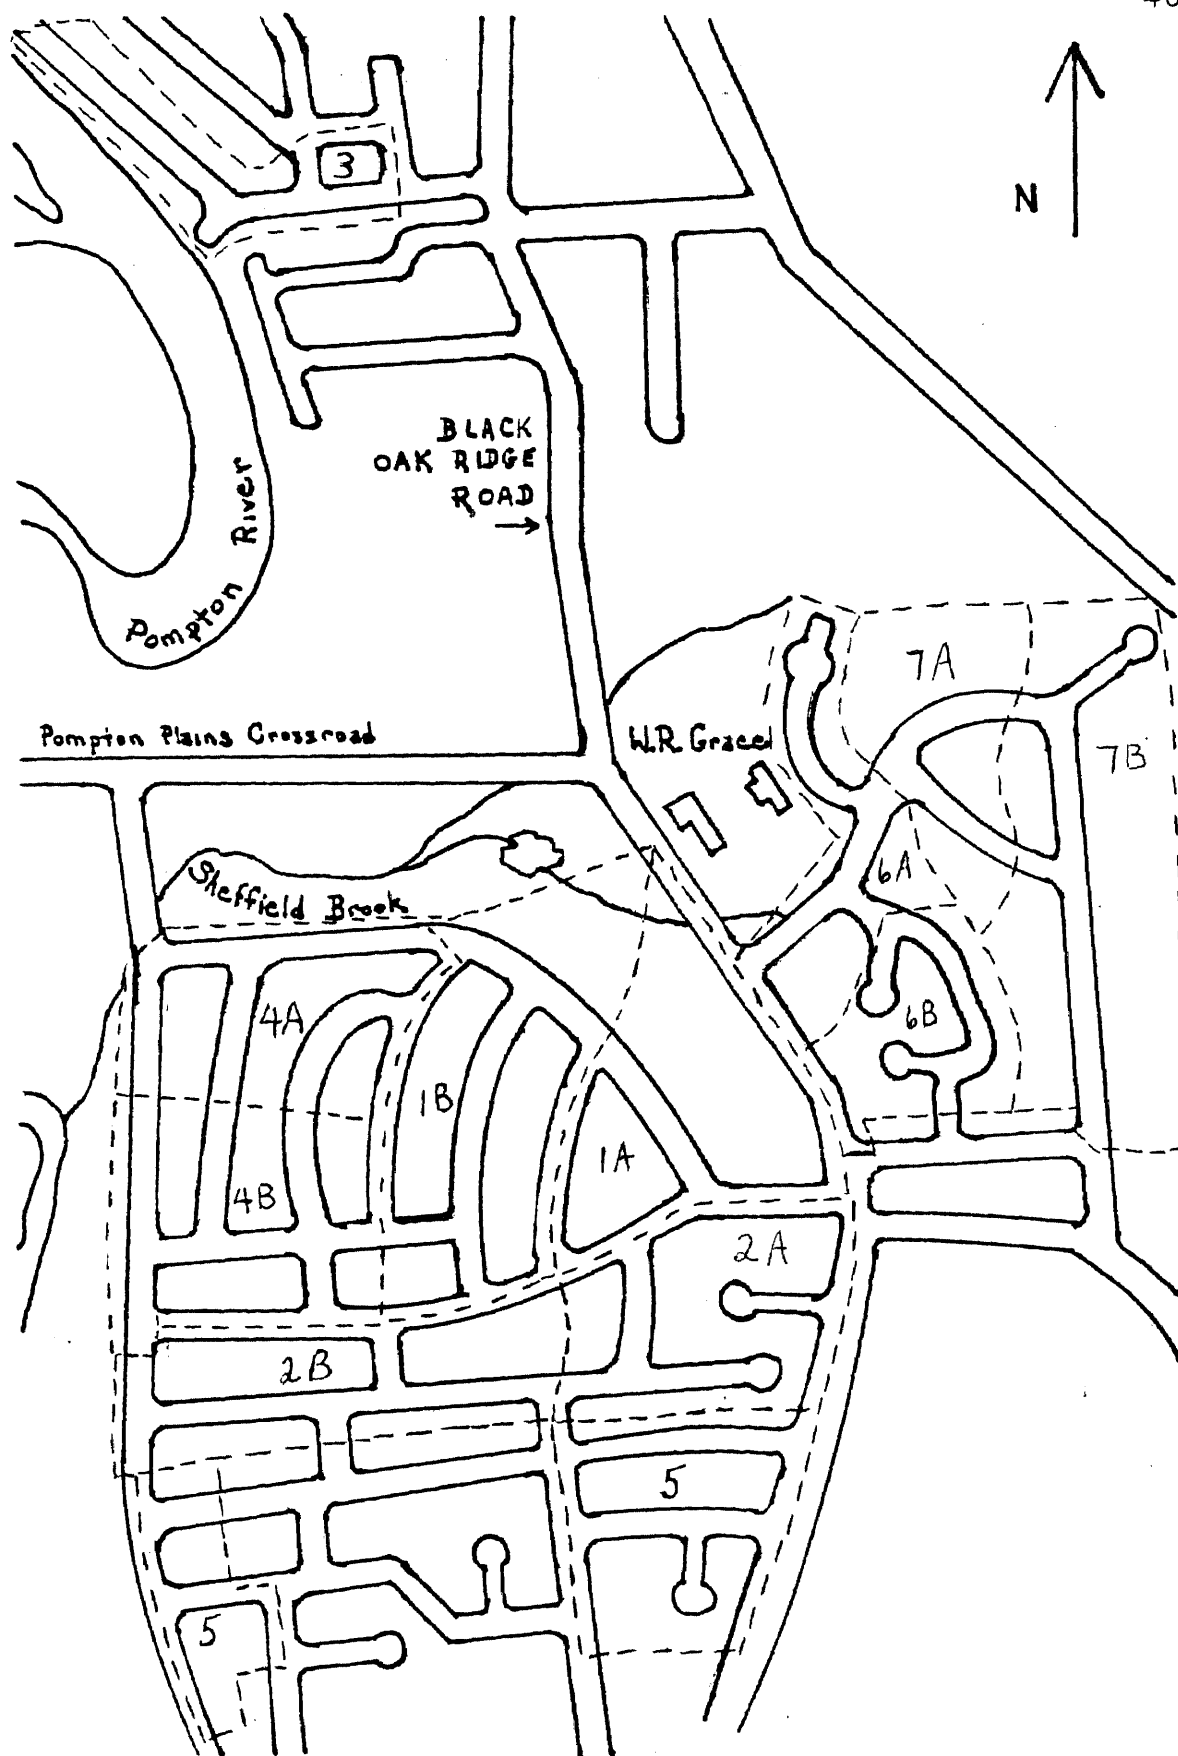 3
N
BLACK
OAK RIDGE
ROAD
Pompton River
7A
Pompton Plains Crossroad
W.R. Grace
7B
6A
Sheffield Brook
4A
6B
1B
1A
4B
2A
2B
5
5